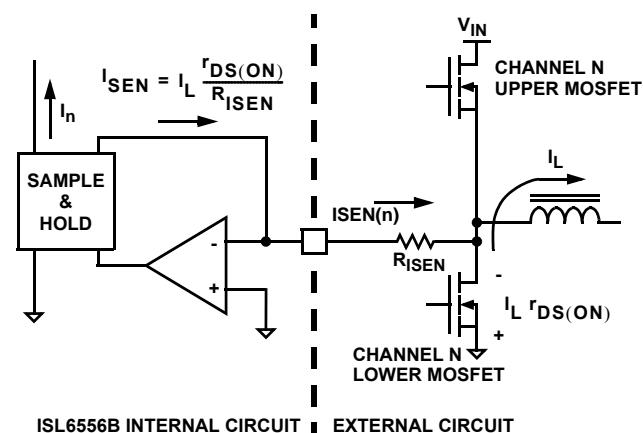 I_SEN = I_L r_DS(ON) / R_ISEN
I_n
SAMPLE
&
HOLD
-
+
ISEN(n)
R_ISEN
V_IN
CHANNEL N
UPPER MOSFET
I_L
-
I_L r_DS(ON)
+
CHANNEL N
LOWER MOSFET
ISL6556B INTERNAL CIRCUIT
EXTERNAL CIRCUIT